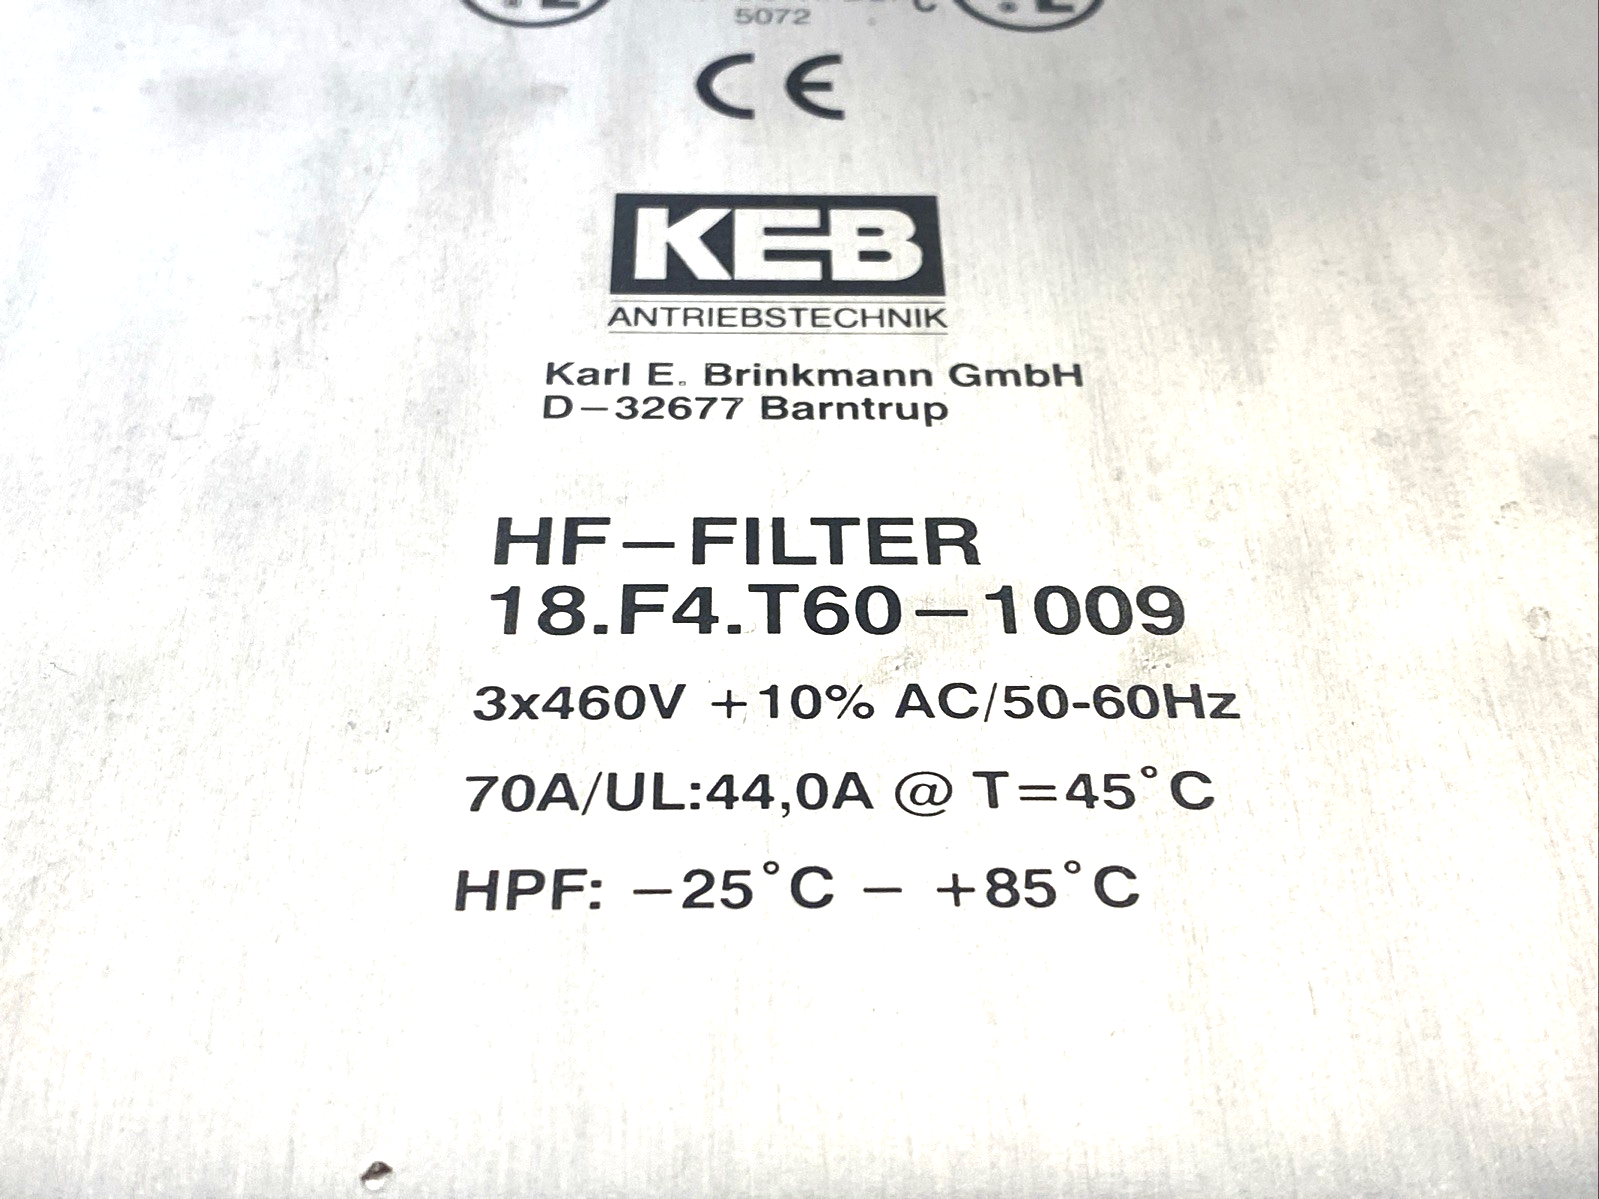 5072
CE
KEB
ANTRIEBSTECHNIK
Karl E. Brinkmann GmbH
D–32677 Barntrup
HF–FILTER
18.F4.T60–1009
3x460V +10% AC/50-60Hz
70A/UL:44,0A @ T=45°C
HPF: –25°C – +85°C